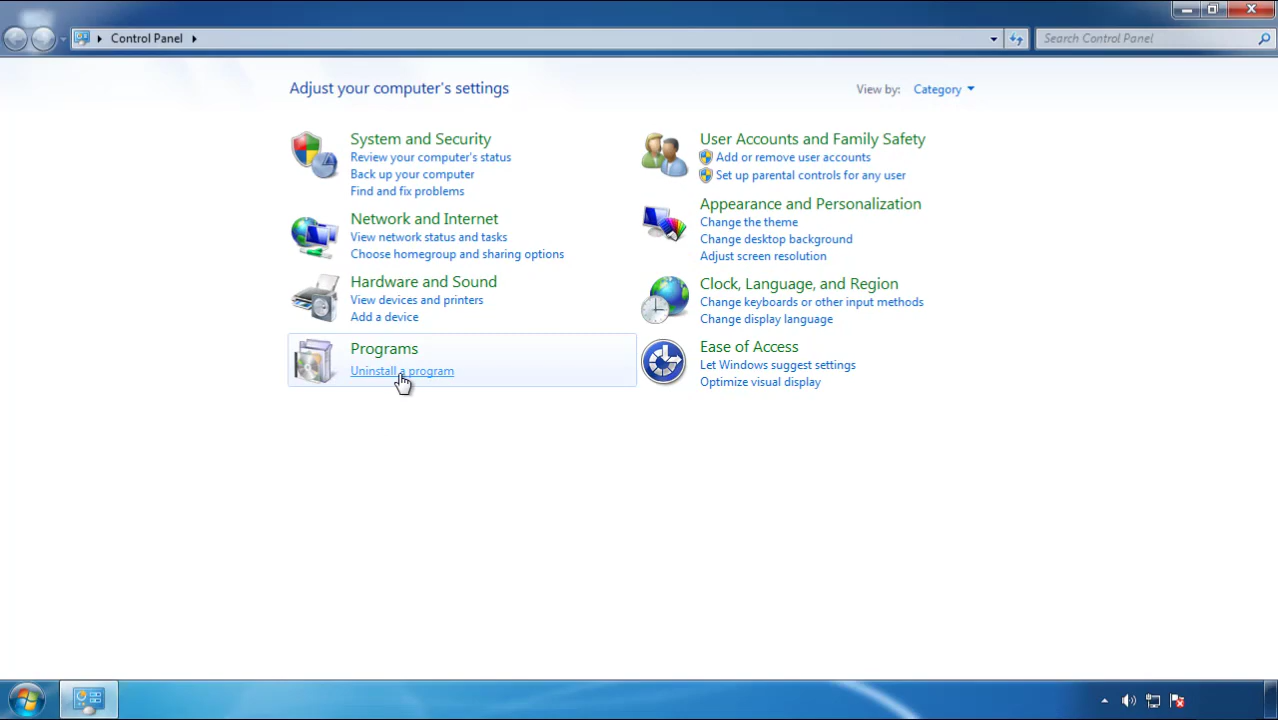 Control Panel
Search Control Panel
Adjust your computer's settings
View by: Category
System and Security
Review your computer's status
Back up your computer
Find and fix problems
Network and Internet
View network status and tasks
Choose homegroup and sharing options
Hardware and Sound
View devices and printers
Add a device
Programs
Uninstall a program
User Accounts and Family Safety
Add or remove user accounts
Set up parental controls for any user
Appearance and Personalization
Change the theme
Change desktop background
Adjust screen resolution
Clock, Language, and Region
Change keyboards or other input methods
Change display language
Ease of Access
Let Windows suggest settings
Optimize visual display